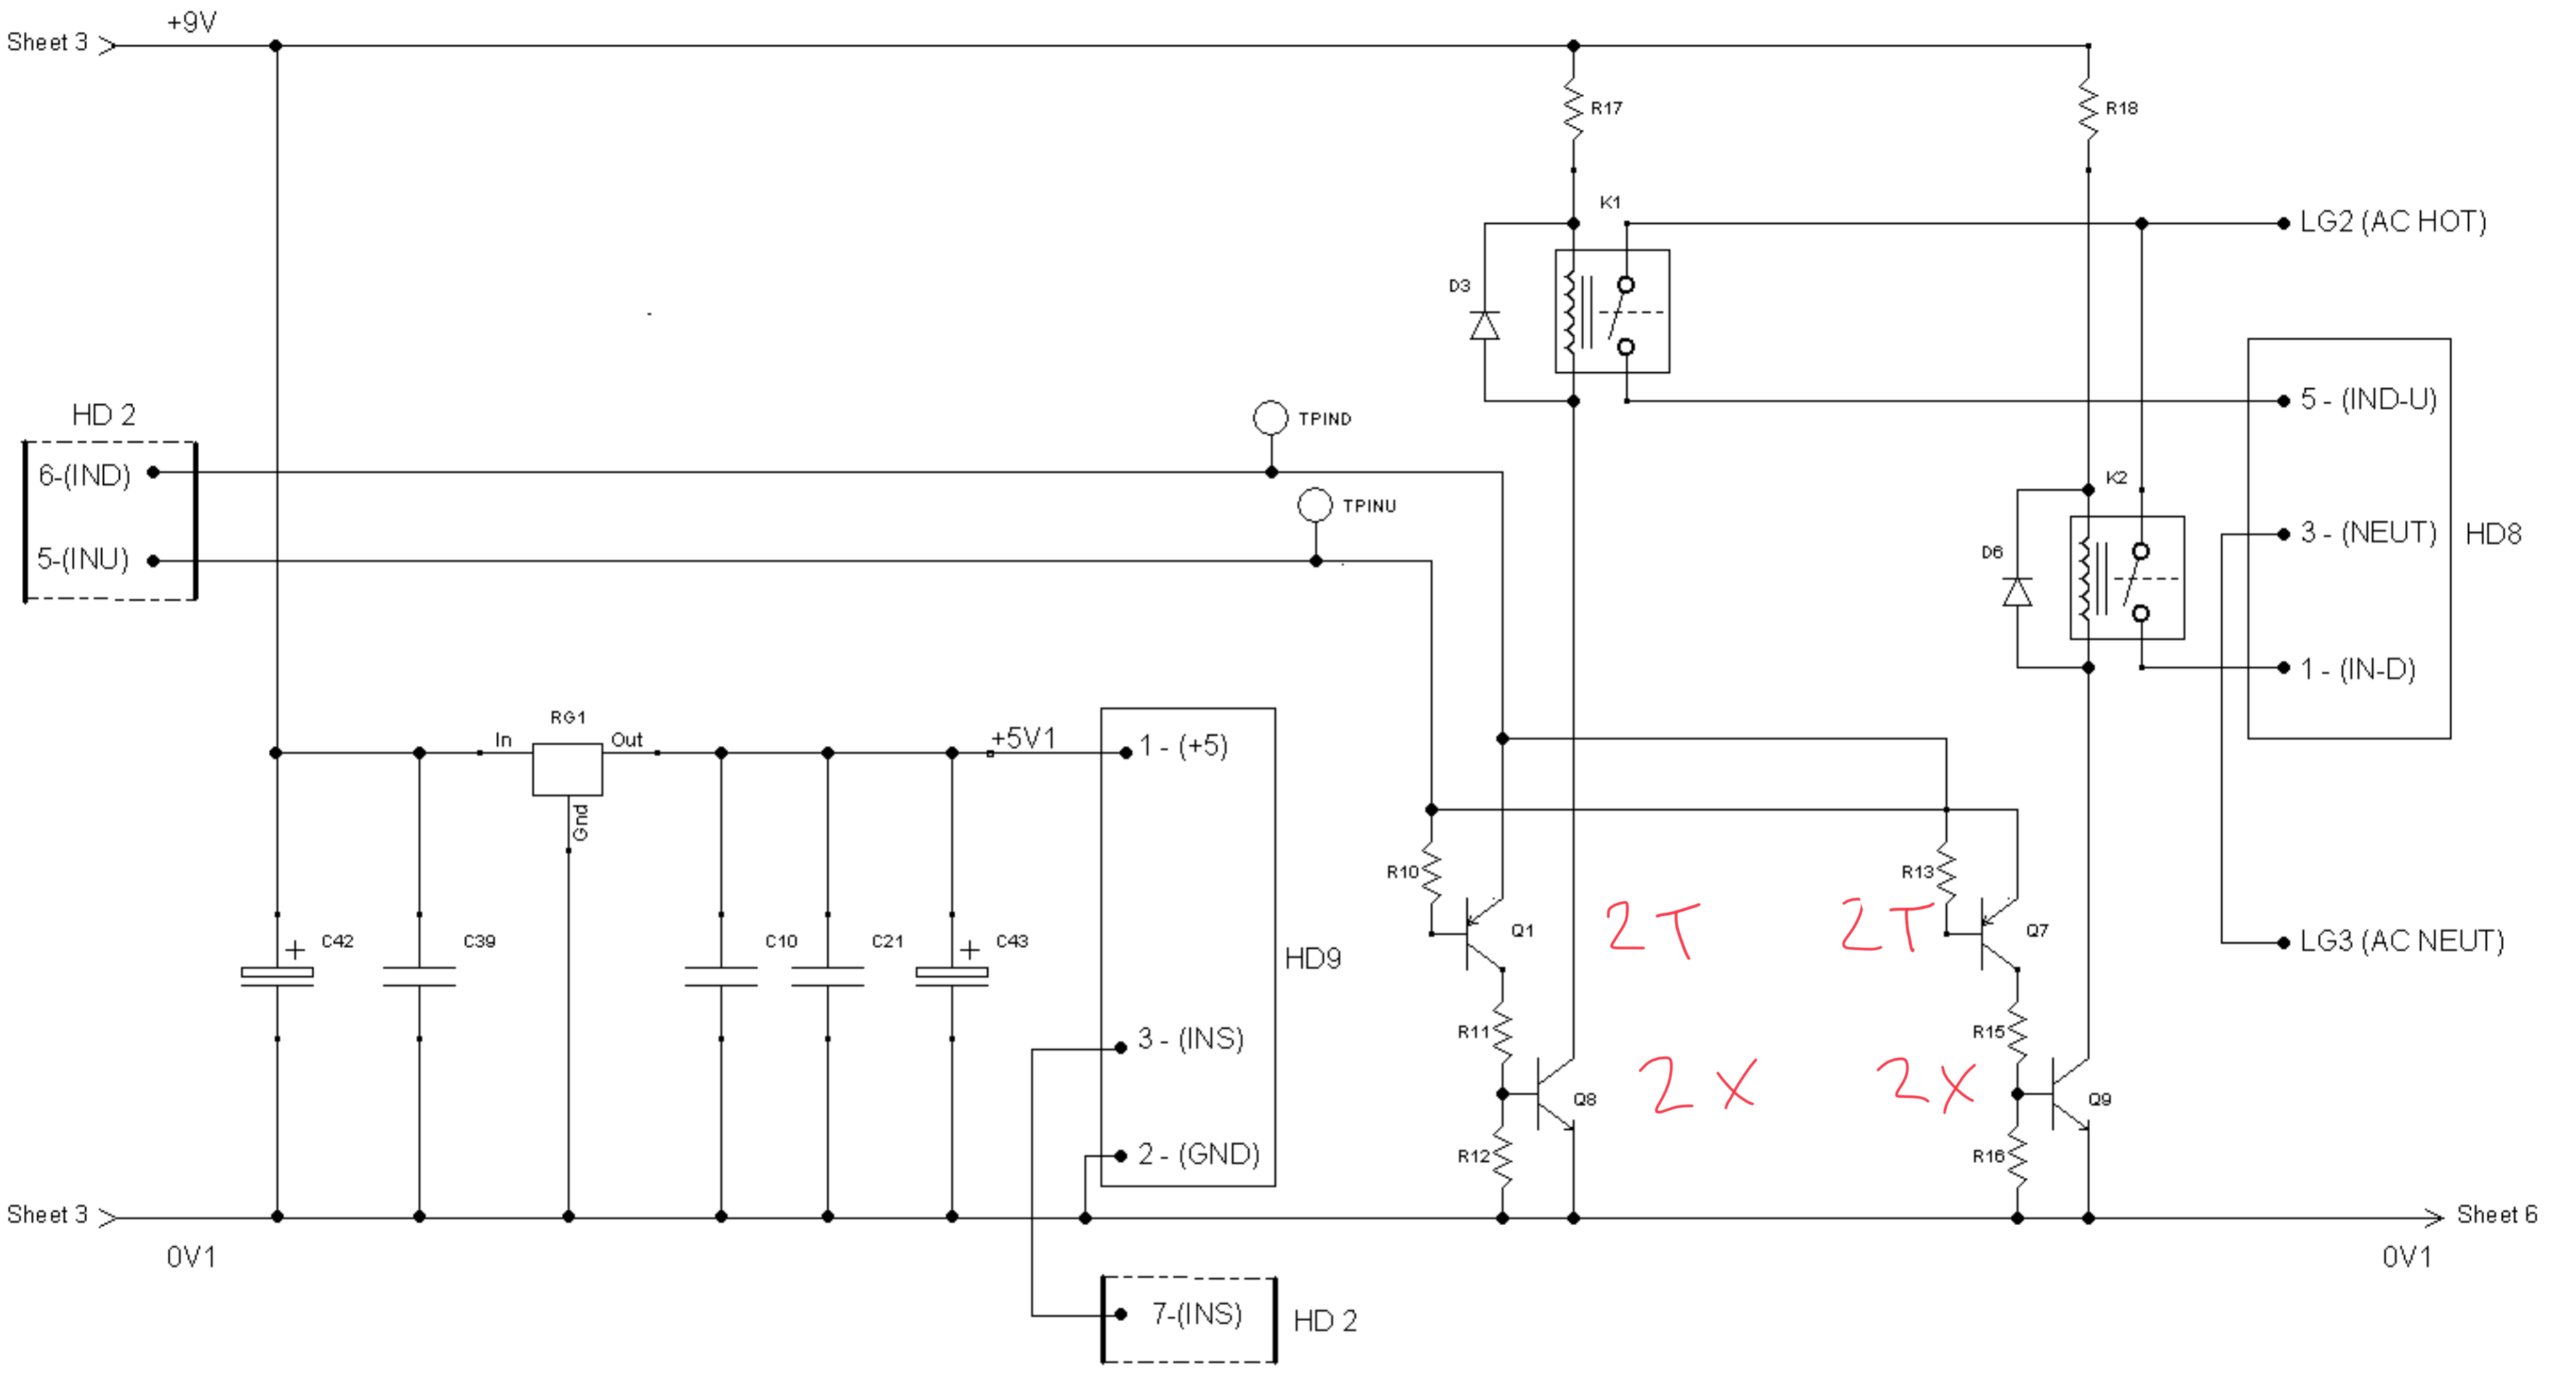 +9V
Sheet 3
R17
R18
K1
LG2 (AC HOT)
D3
HD 2
TPIND
5 - (IND-U)
6-(IND)
K2
TPINU
3 - (NEUT)
HD8
5-(INU)
D6
1 - (IN-D)
RG1
In
Out
+5V1
1 - (+5)
Gnd
R10
R13
C42
C39
C10
C21
C43
HD9
Q1
2T
2T
Q7
LG3 (AC NEUT)
R11
R15
3 - (INS)
Q8
2X
2X
Q9
2 - (GND)
R12
R16
Sheet 3
Sheet 6
0V1
0V1
7-(INS)
HD 2